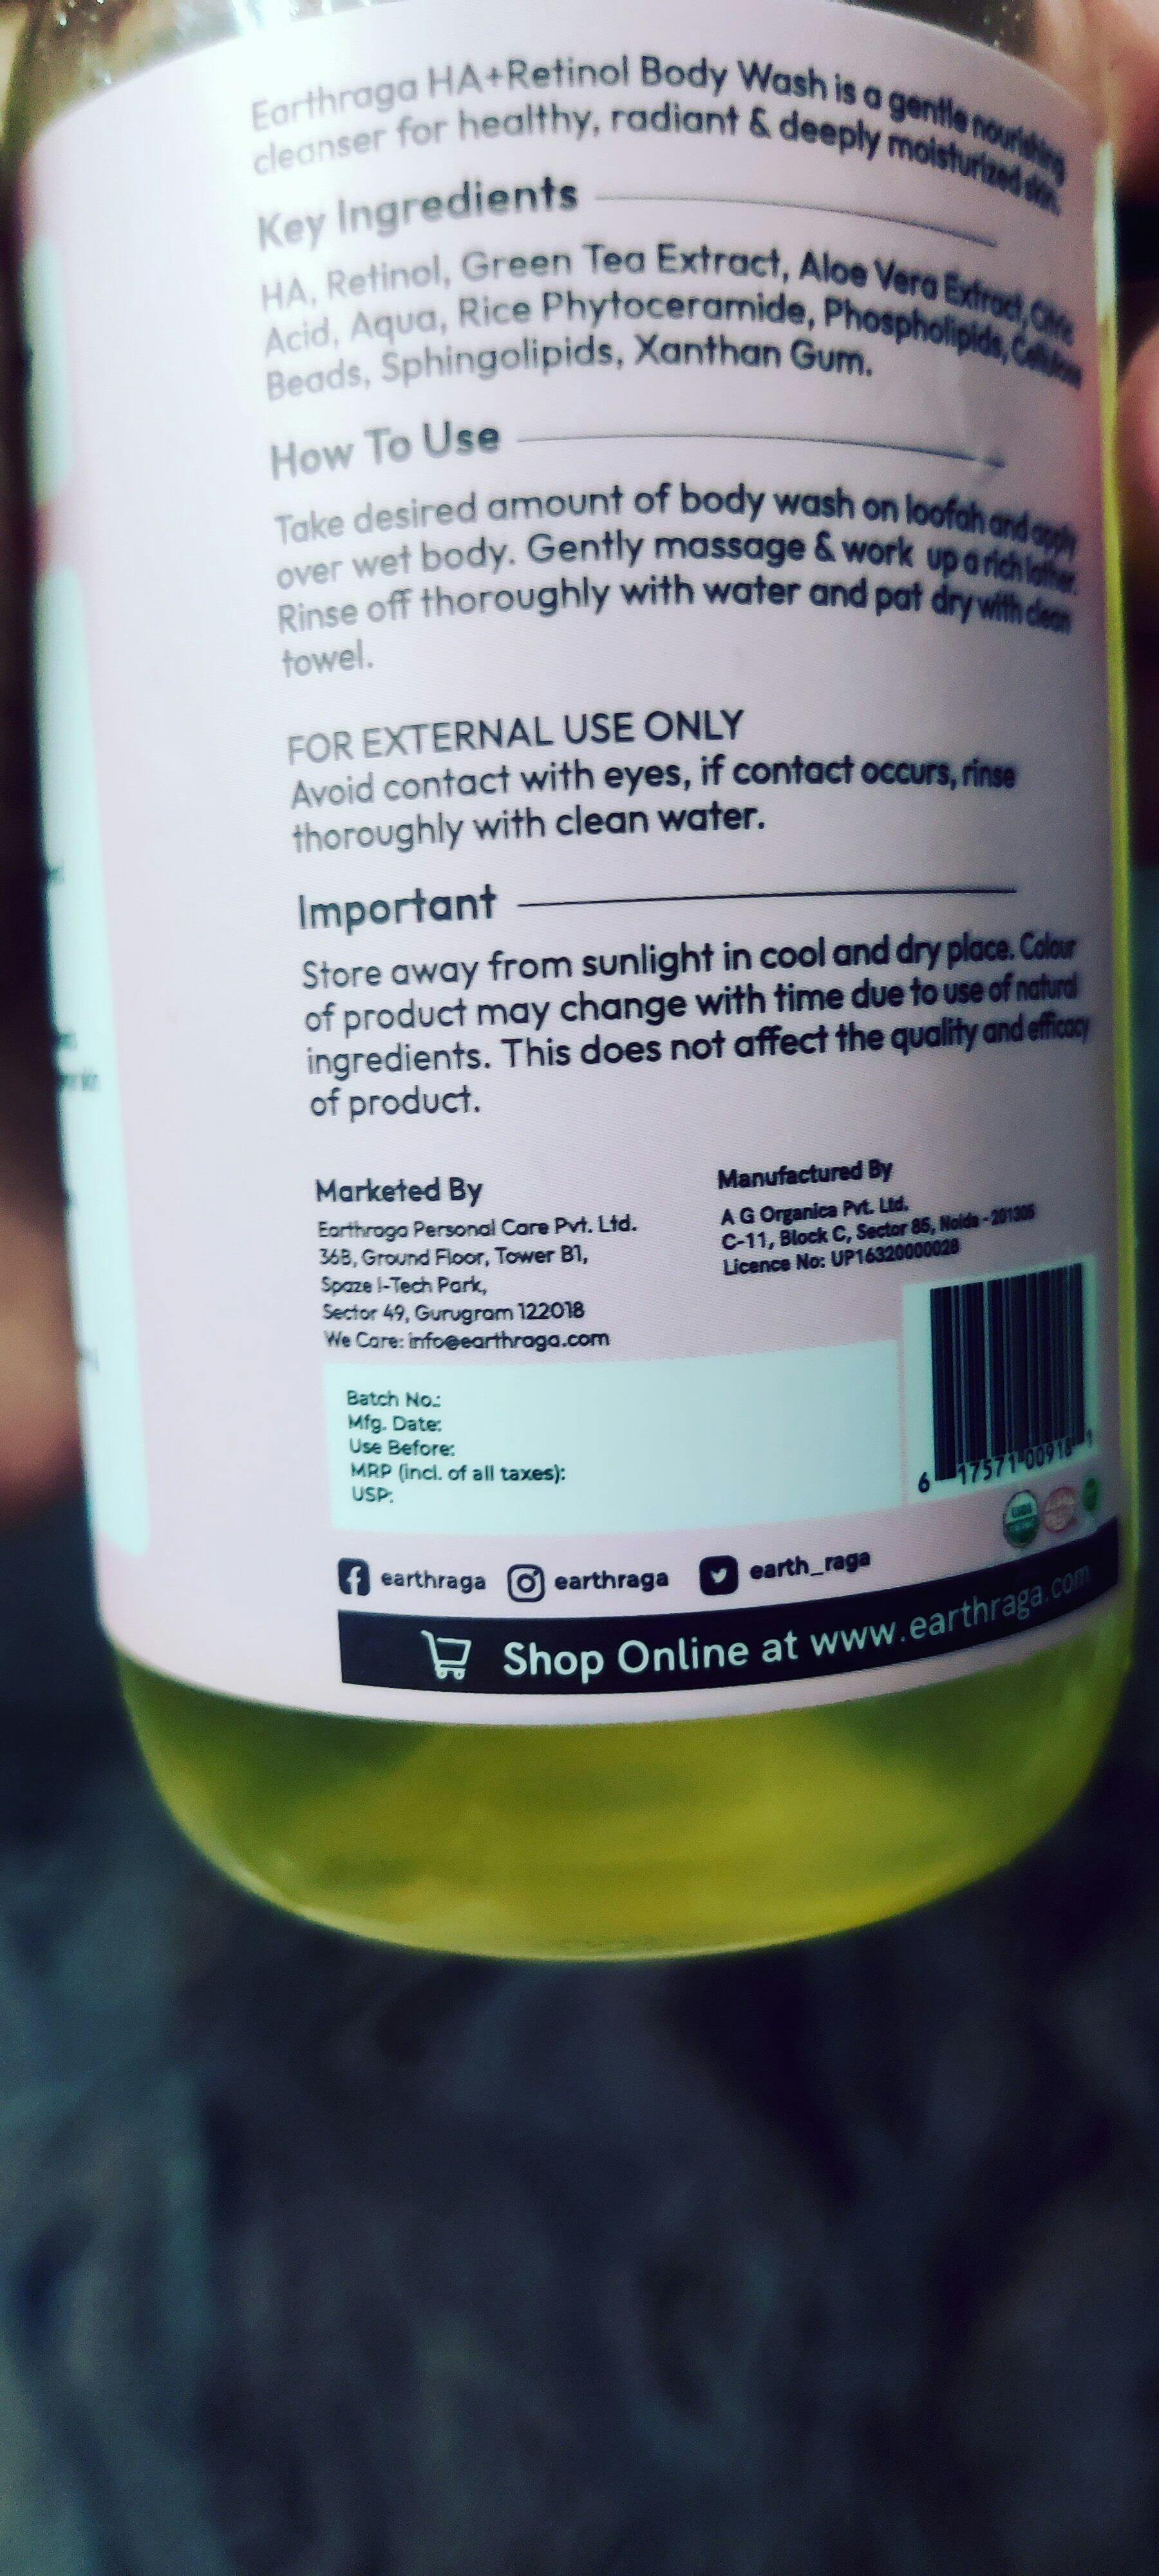 Earthraga HA+Retinol Body Wash is a gentle nourishing
cleanser for healthy, radiant & deeply moisturized skin.
Key Ingredients
HA, Retinol, Green Tea Extract, Aloe Vera Extract, Citric
Acid, Aqua, Rice Phytoceramide, Phospholipids, Cellulose
Beads, Sphingolipids, Xanthan Gum.
How To Use
Take desired amount of body wash on loofah and apply
over wet body. Gently massage & work up a rich lather.
Rinse off thoroughly with water and pat dry with clean
towel.
FOR EXTERNAL USE ONLY
Avoid contact with eyes, if contact occurs, rinse
thoroughly with clean water.
Important
Store away from sunlight in cool and dry place. Colour
of product may change with time due to use of natural
ingredients. This does not affect the quality and efficacy
of product.
Marketed By
Earthraga Personal Care Pvt. Ltd.
36B, Ground Floor, Tower B1,
Spaze I-Tech Park,
Sector 49, Gurugram 122018
We Care: info@earthraga.com
Manufactured By
A G Organica Pvt. Ltd.
C-11, Block C, Sector 85, Noida - 201305
Licence No: UP16320000028
Batch No.:
Mfg. Date:
Use Before:
MRP (incl. of all taxes):
USP:
6 17571 00918 1
USDA
earthraga earthraga earth_raga
Shop Online at www.earthraga.com